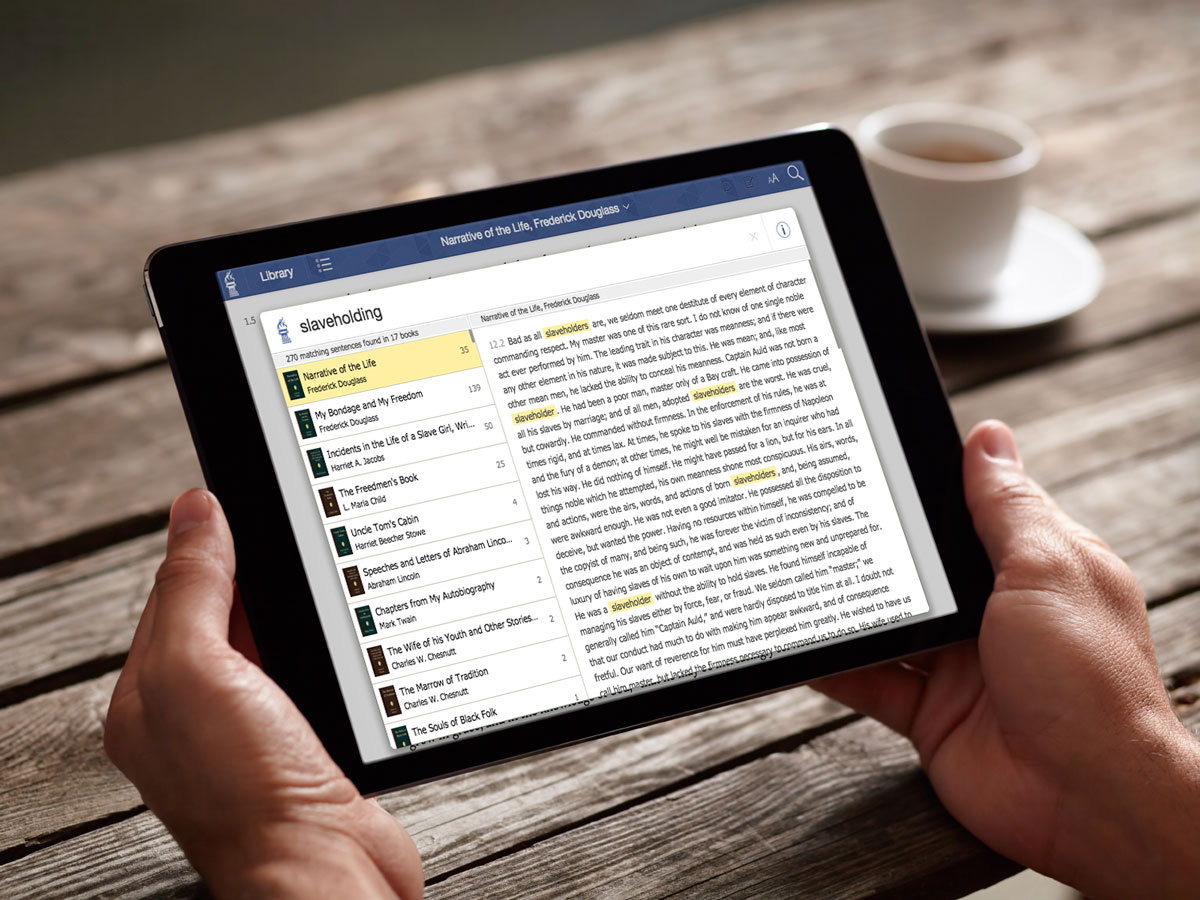 Library
Narrative of the Life, Frederick Douglass
AA
1.5
slaveholding
270 matching sentences found in 17 books
Narrative of the Life
Frederick Douglass
35
My Bondage and My Freedom
Frederick Douglass
139
Incidents in the Life of a Slave Girl, Wri...
Harriet A. Jacobs
50
The Freedmen's Book
L. Maria Child
25
Uncle Tom's Cabin
Harriet Beecher Stowe
4
Speeches and Letters of Abraham Linco...
Abraham Lincoln
3
Chapters from My Autobiography
Mark Twain
2
The Wife of his Youth and Other Stories...
Charles W. Chesnutt
2
The Marrow of Tradition
Charles W. Chesnutt
2
The Souls of Black Folk
1
Narrative of the Life, Frederick Douglass
12.2 Bad as all slaveholders are, we seldom meet one destitute of every element of character
commanding respect. My master was one of this rare sort. I do not know of one single noble
act ever performed by him. The leading trait in his character was meanness; and if there were
any other element in his nature, it was made subject to this. He was mean; and, like most
other mean men, he lacked the ability to conceal his meanness. Captain Auld was not born a
slaveholder. He had been a poor man, master only of a Bay craft. He came into possession of
all his slaves by marriage; and of all men, adopted slaveholders are the worst. He was cruel,
but cowardly. He commanded without firmness. In the enforcement of his rules, he was at
times rigid, and at times lax. At times, he spoke to his slaves with the firmness of Napoleon
and the fury of a demon; at other times, he might well be mistaken for an inquirer who had
lost his way. He did nothing of himself. He might have passed for a lion, but for his ears. In all
things noble which he attempted, his own meanness shone most conspicuous. His airs, words,
and actions, were the airs, words, and actions of born slaveholders, and, being assumed,
were awkward enough. He was not even a good imitator. He possessed all the disposition to
deceive, but wanted the power. Having no resources within himself, he was compelled to be
the copyist of many, and being such, he was forever the victim of inconsistency; and of
consequence he was an object of contempt, and was held as such even by his slaves. The
luxury of having slaves of his own to wait upon him was something new and unprepared for.
He was a slaveholder without the ability to hold slaves. He found himself incapable of
managing his slaves either by force, fear, or fraud. We seldom called him "master;" we
generally called him "Captain Auld," and were hardly disposed to title him at all. I doubt not
that our conduct had much to do with making him appear awkward, and of consequence
fretful. Our want of reverence for him must have perplexed him greatly. He wished to have us
call him master, but lacked the firmness necessary to command us to do so. His wife used to